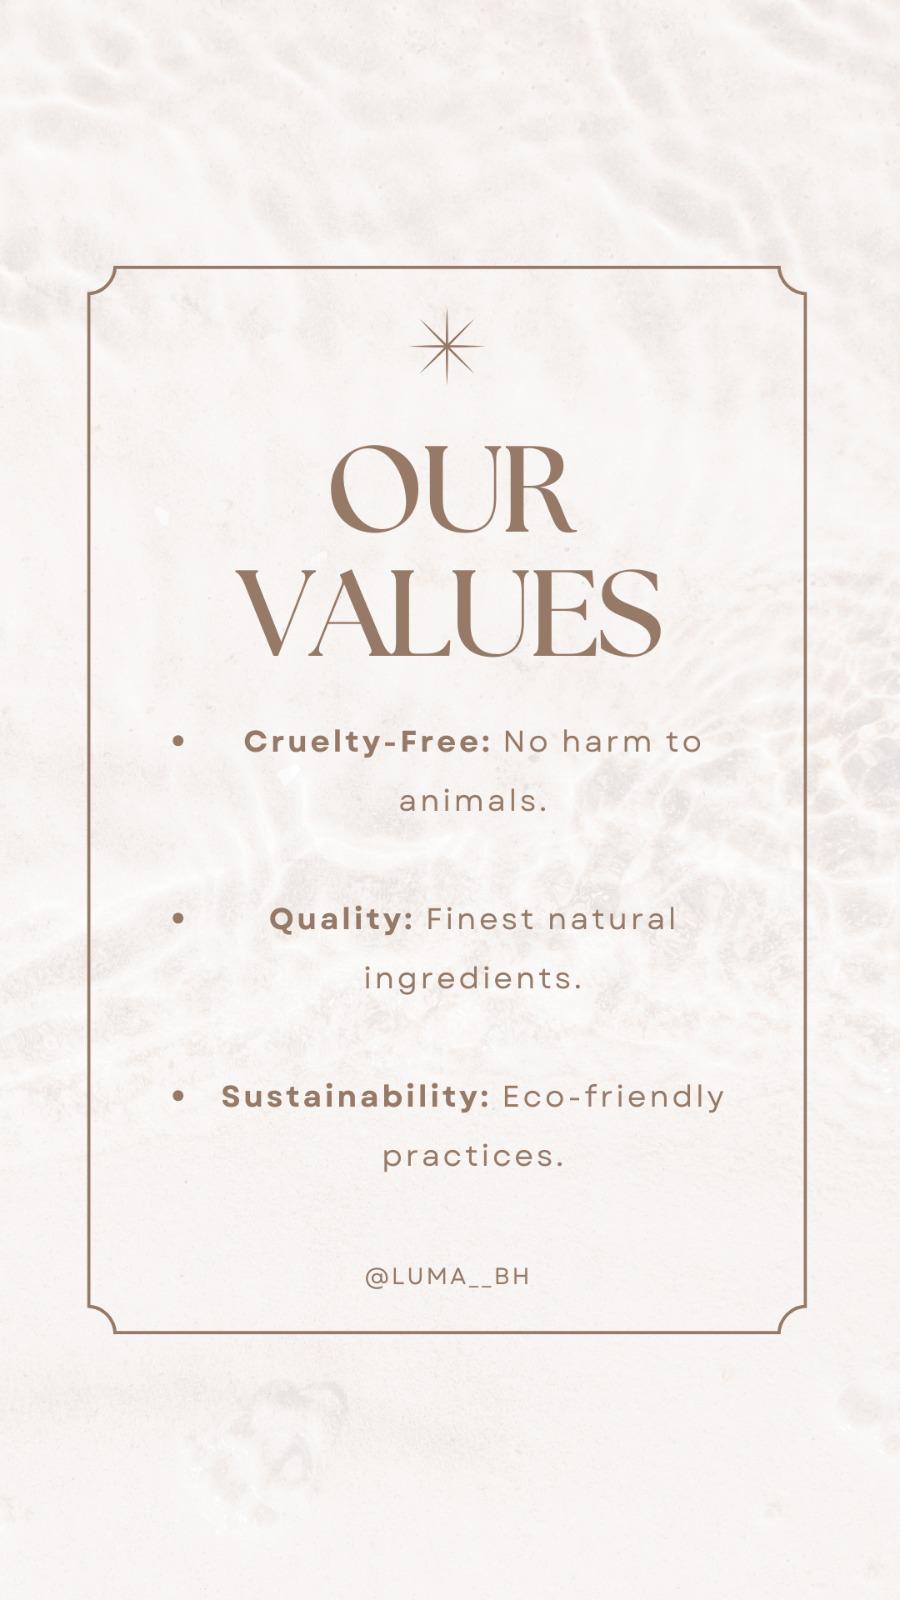 OUR
VALUES
• Cruelty-Free: No harm to
animals.
• Quality: Finest natural
ingredients.
• Sustainability: Eco-friendly
practices.
@LUMA__BH